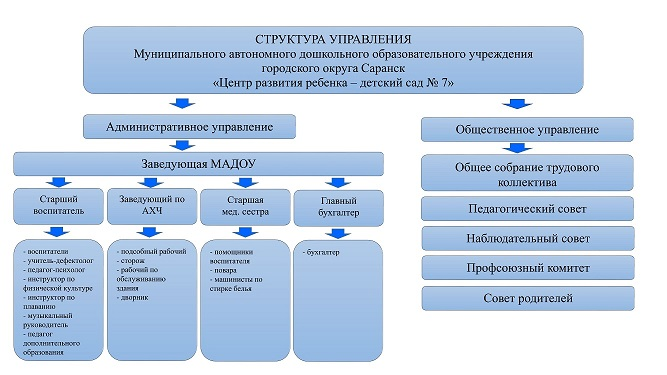 СТРУКТУРА УПРАВЛЕНИЯ
Муниципального автономного дошкольного образовательного учреждения
городского округа Саранск
«Центр развития ребенка – детский сад № 7»
Административное управление
Заведующая МАДОУ
Старший
воспитатель
Заведующий по
АХЧ
Старшая
мед. сестра
Главный
бухгалтер
- воспитатели
- учитель-дефектолог
- педагог-психолог
- инструктор по
физической культуре
- инструктор по
плаванию
- музыкальный
руководитель
- педагог
дополнительного
образования
- подсобный рабочий
- сторож
- рабочий по
обслуживанию
здания
- дворник
- помощники
воспитателя
- повара
- машинисты по
стирке белья
- бухгалтер
Общественное управление
Общее собрание трудового
коллектива
Педагогический совет
Наблюдательный совет
Профсоюзный комитет
Совет родителей